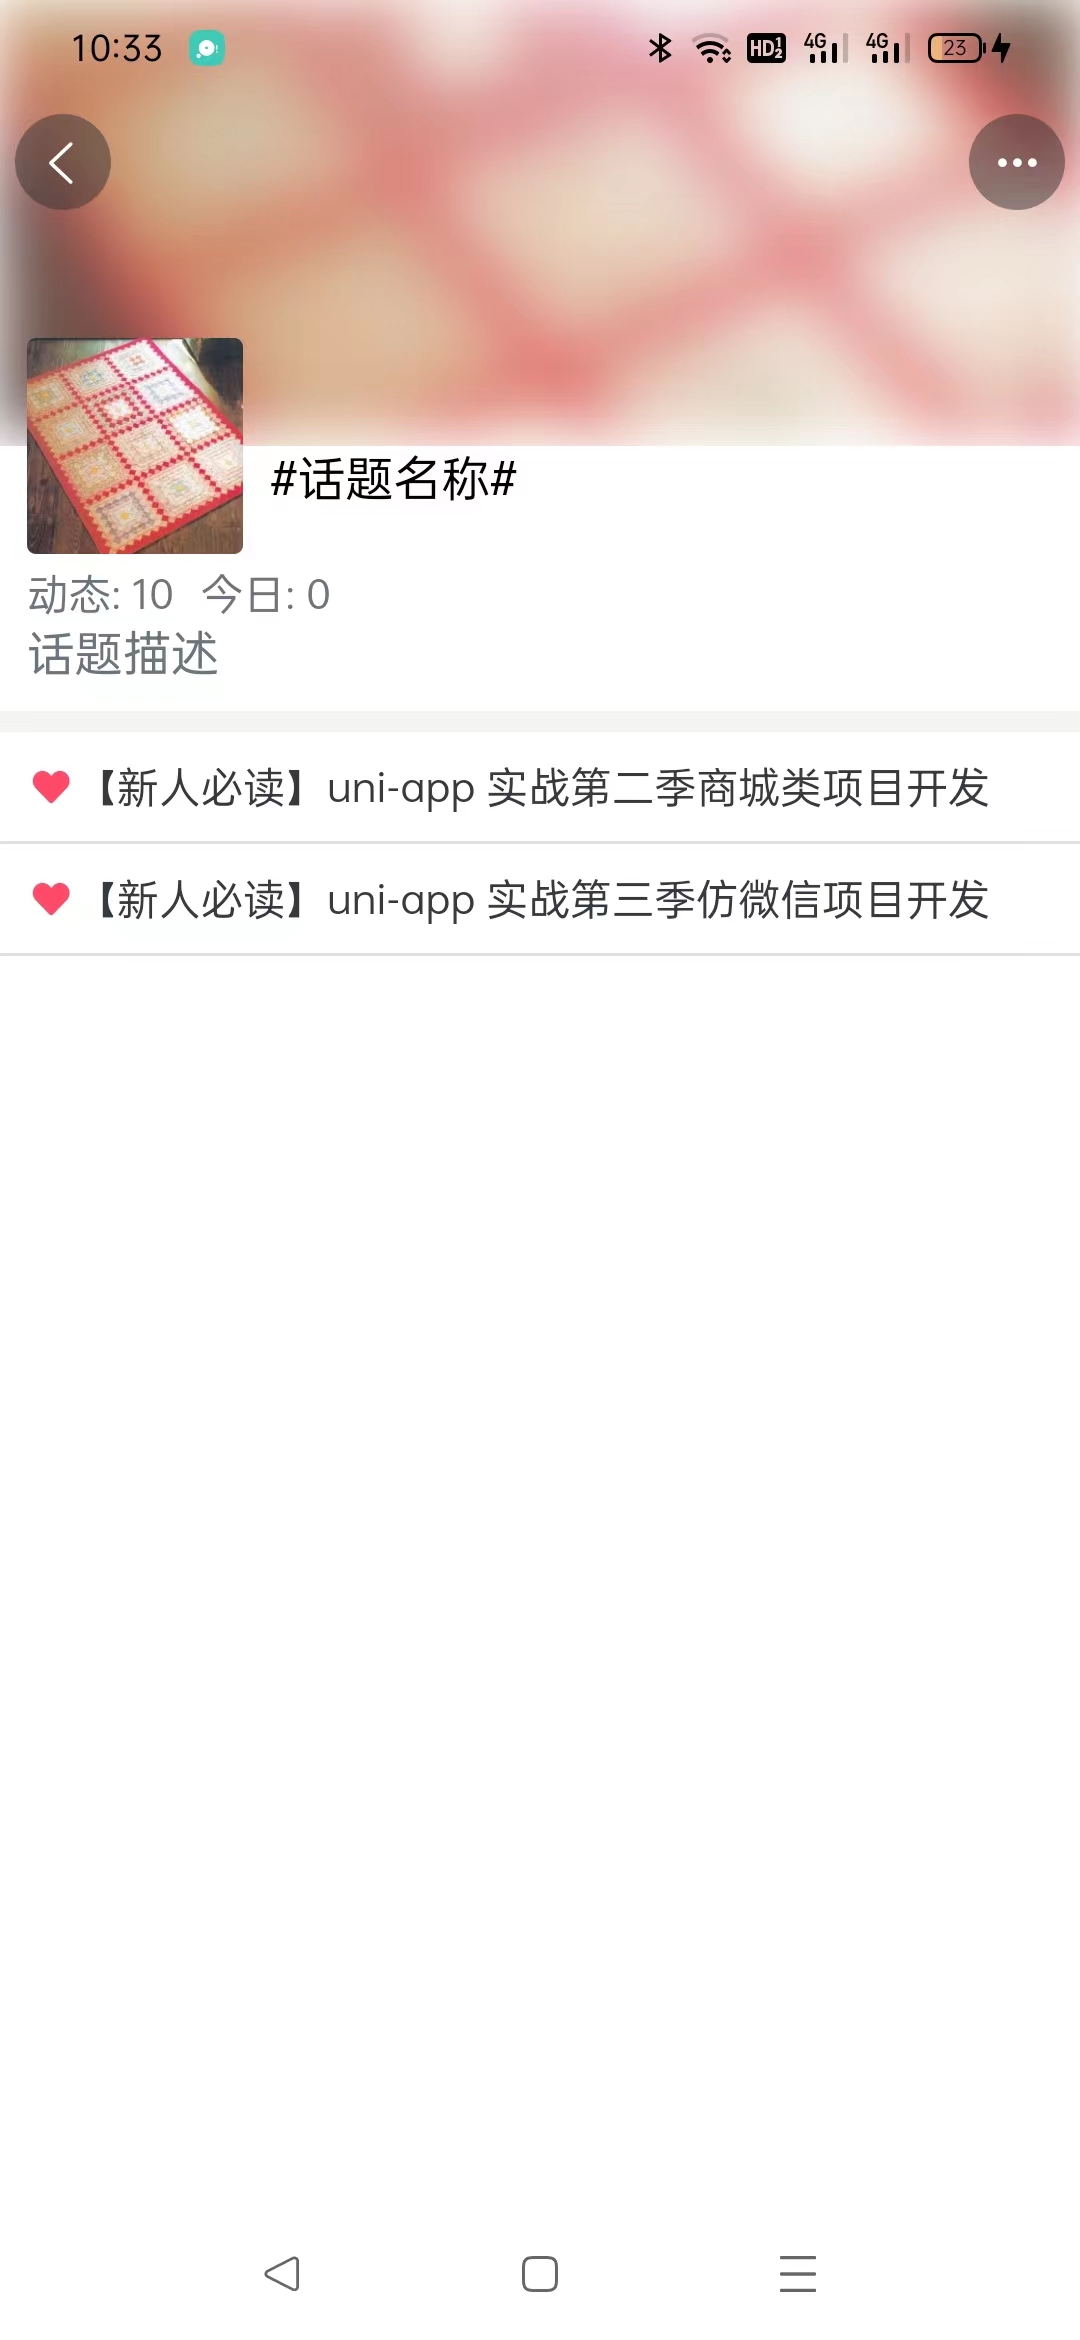 10:33
HD 1 2 4G 4G 23
#话题名称#
动态: 10 今日: 0
话题描述
【新人必读】uni-app 实战第二季商城类项目开发
【新人必读】uni-app 实战第三季仿微信项目开发